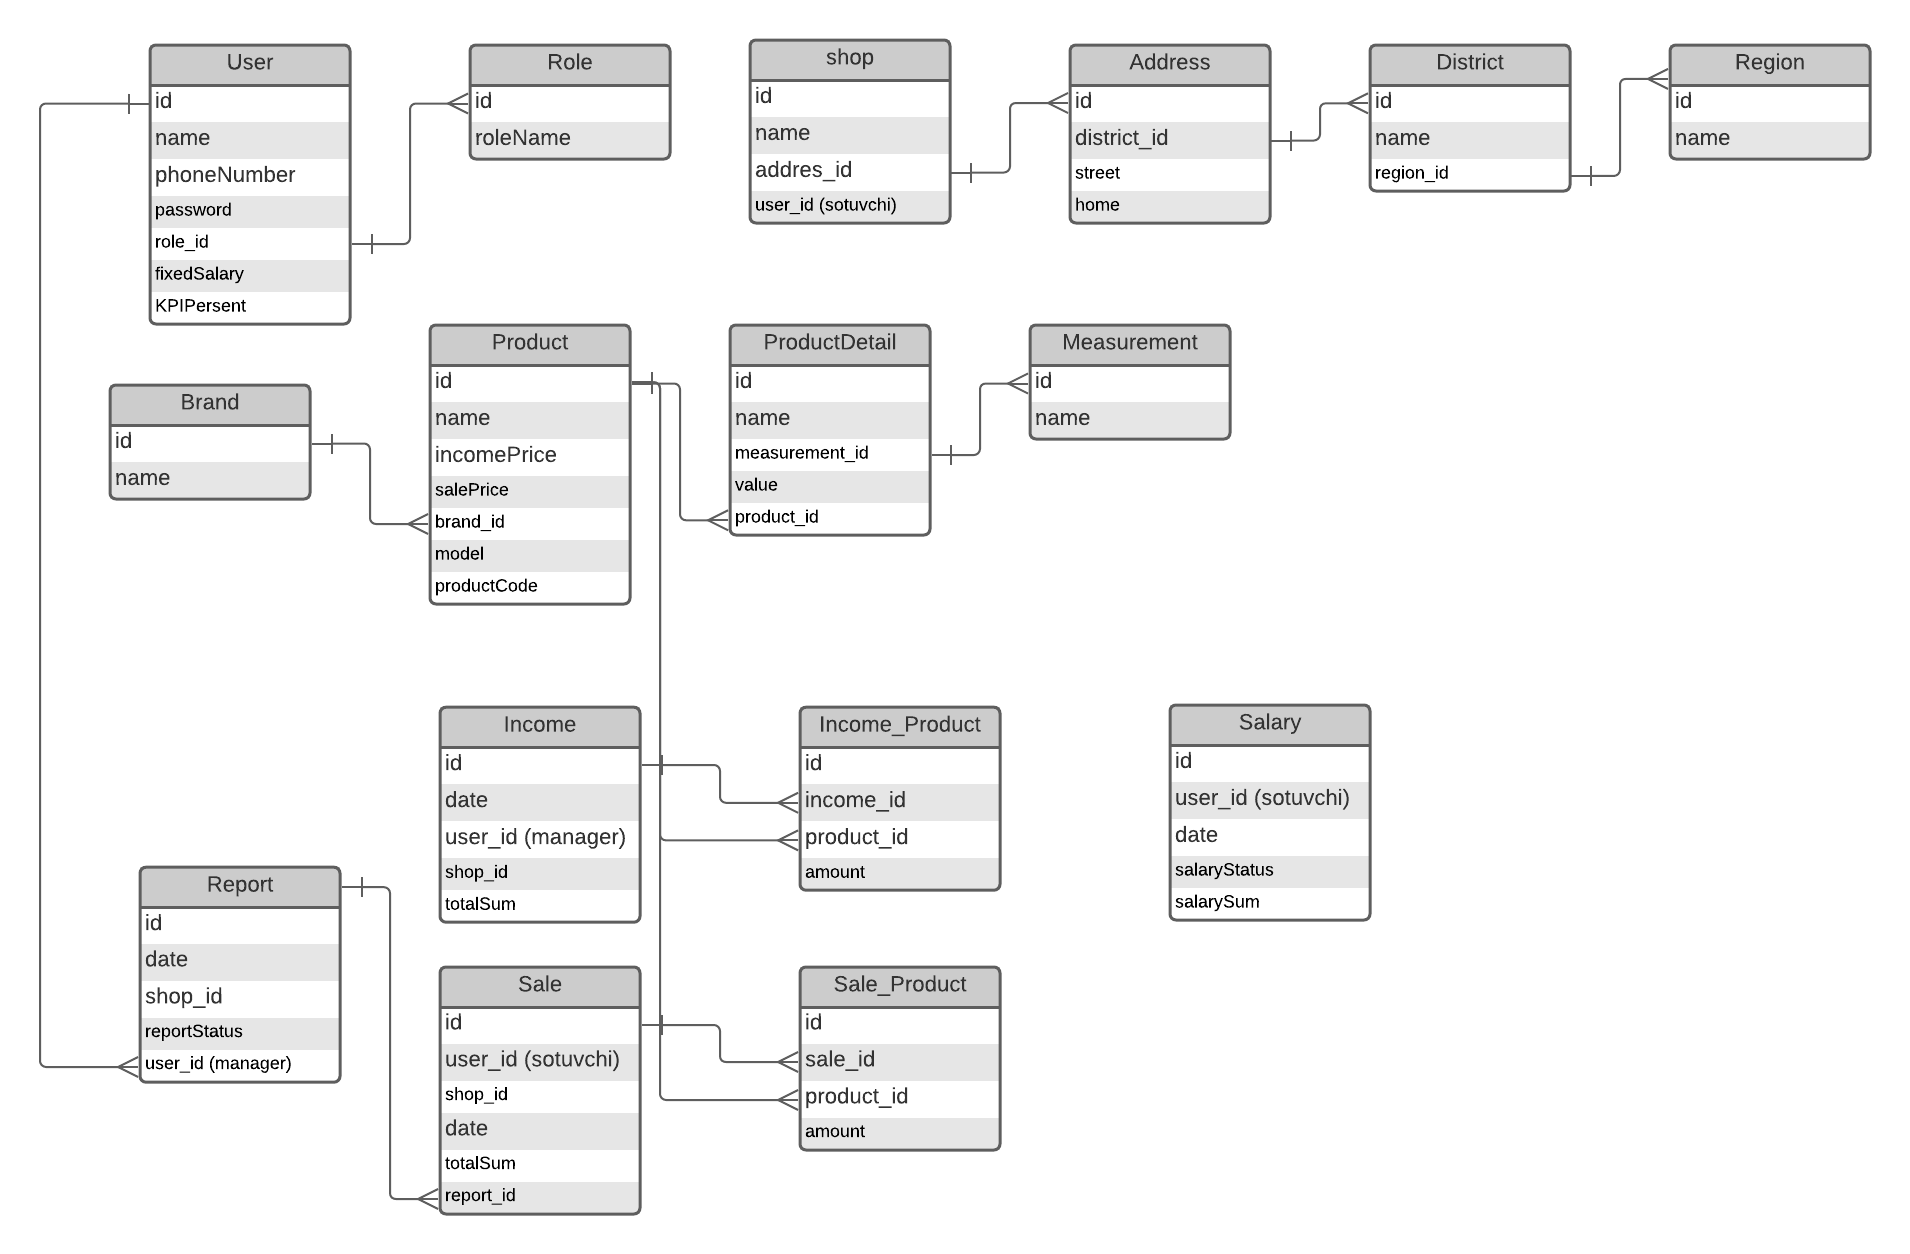 User
id
name
phoneNumber
password
role_id
fixedSalary
KPIPersent
Role
id
roleName
shop
id
name
addres_id
user_id (sotuvchi)
Address
id
district_id
street
home
District
id
name
region_id
Region
id
name
Brand
id
name
Product
id
name
incomePrice
salePrice
brand_id
model
productCode
ProductDetail
id
name
measurement_id
value
product_id
Measurement
id
name
Income
id
date
user_id (manager)
shop_id
totalSum
Income_Product
id
income_id
product_id
amount
Salary
id
user_id (sotuvchi)
date
salaryStatus
salarySum
Report
id
date
shop_id
reportStatus
user_id (manager)
Sale
id
user_id (sotuvchi)
shop_id
date
totalSum
report_id
Sale_Product
id
sale_id
product_id
amount